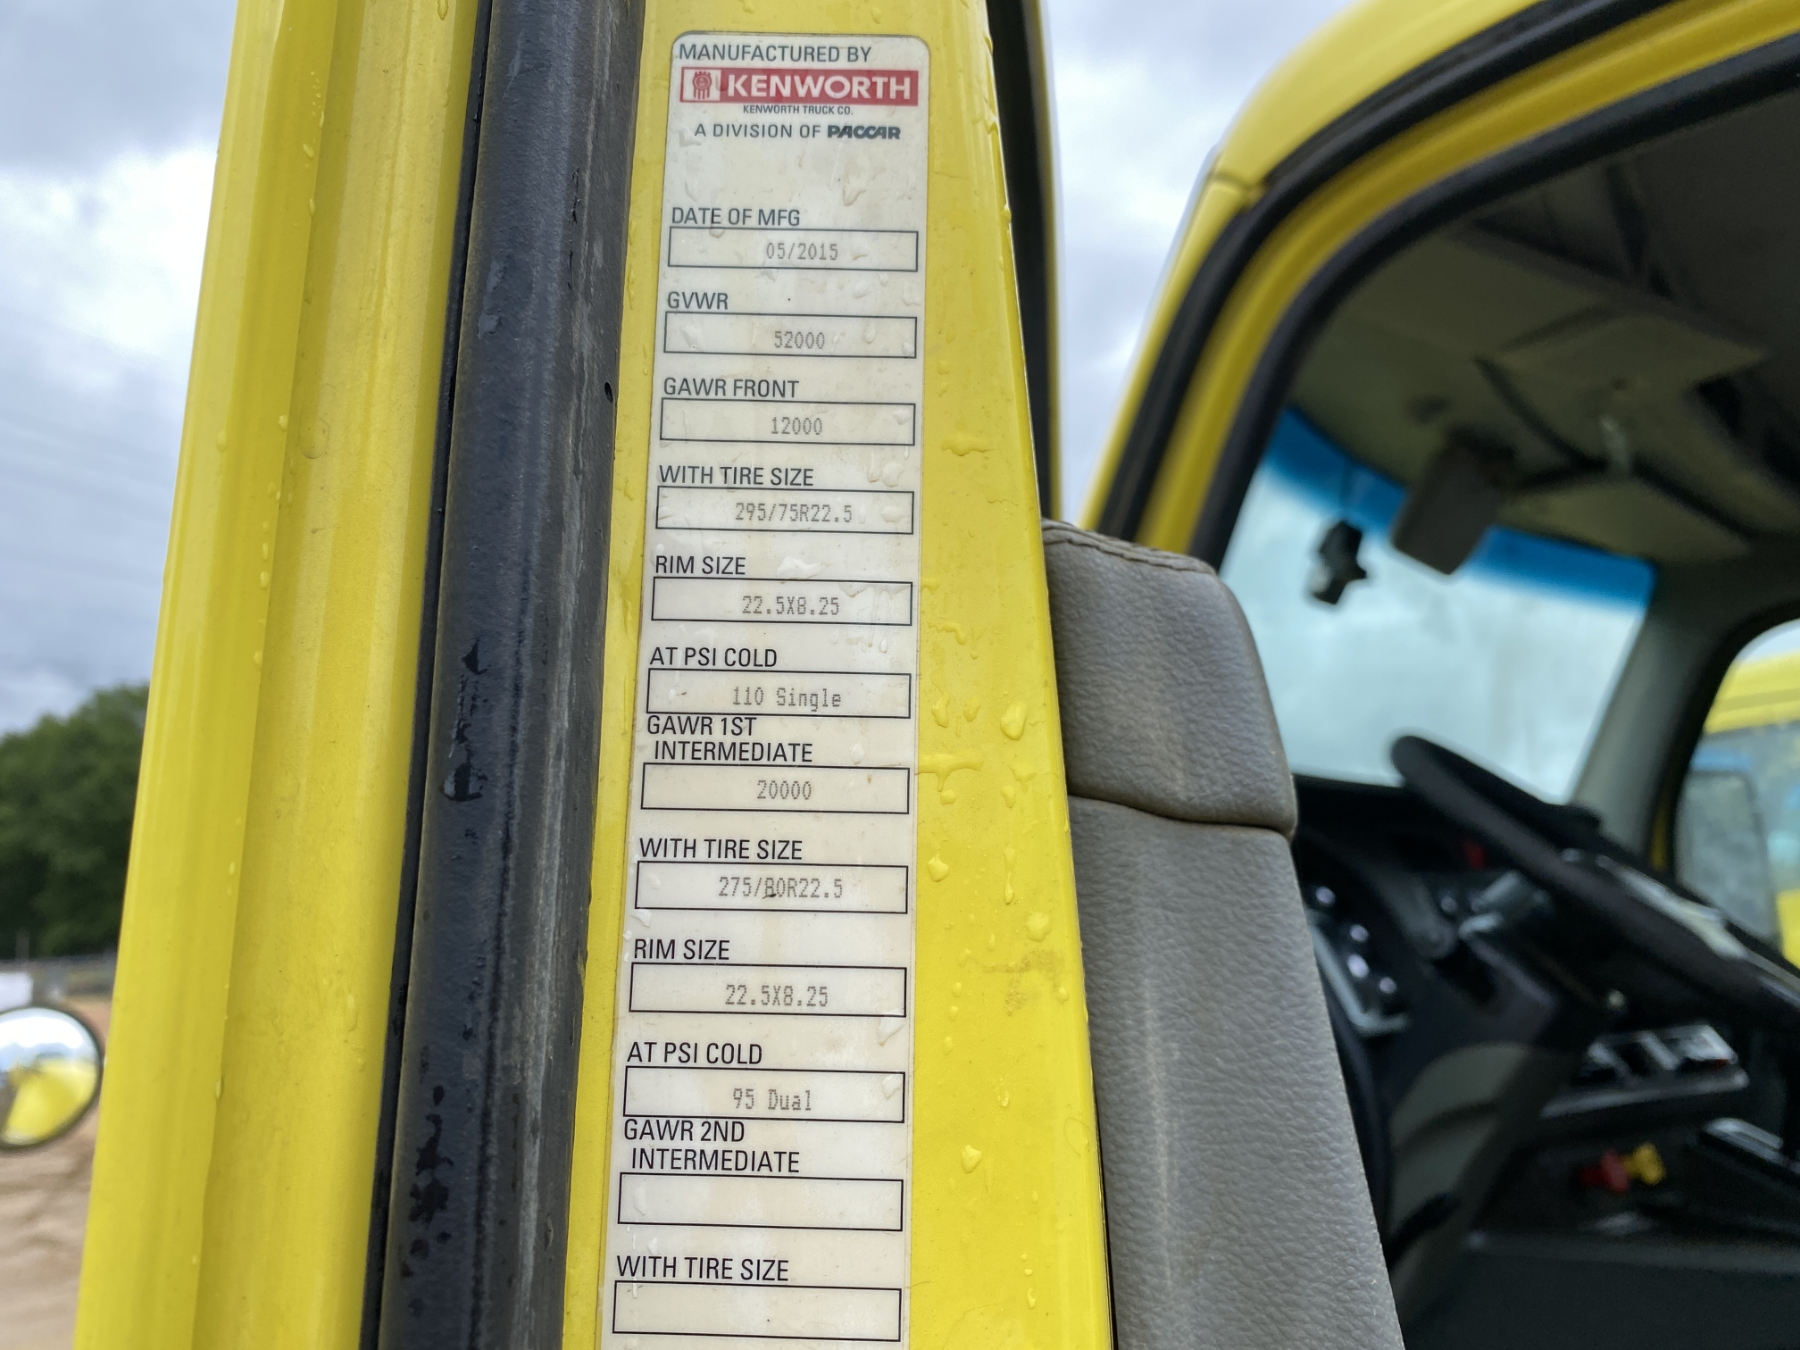 MANUFACTURED BY
KENWORTH
KENWORTH TRUCK CO.
A DIVISION OF PACCAR
DATE OF MFG
05/2015
GVWR
52000
GAWR FRONT
12000
WITH TIRE SIZE
295/75R22.5
RIM SIZE
22.5X8.25
AT PSI COLD
110 Single
GAWR 1ST
INTERMEDIATE
20000
WITH TIRE SIZE
275/80R22.5
RIM SIZE
22.5X8.25
AT PSI COLD
95 Dual
GAWR 2ND
INTERMEDIATE
WITH TIRE SIZE